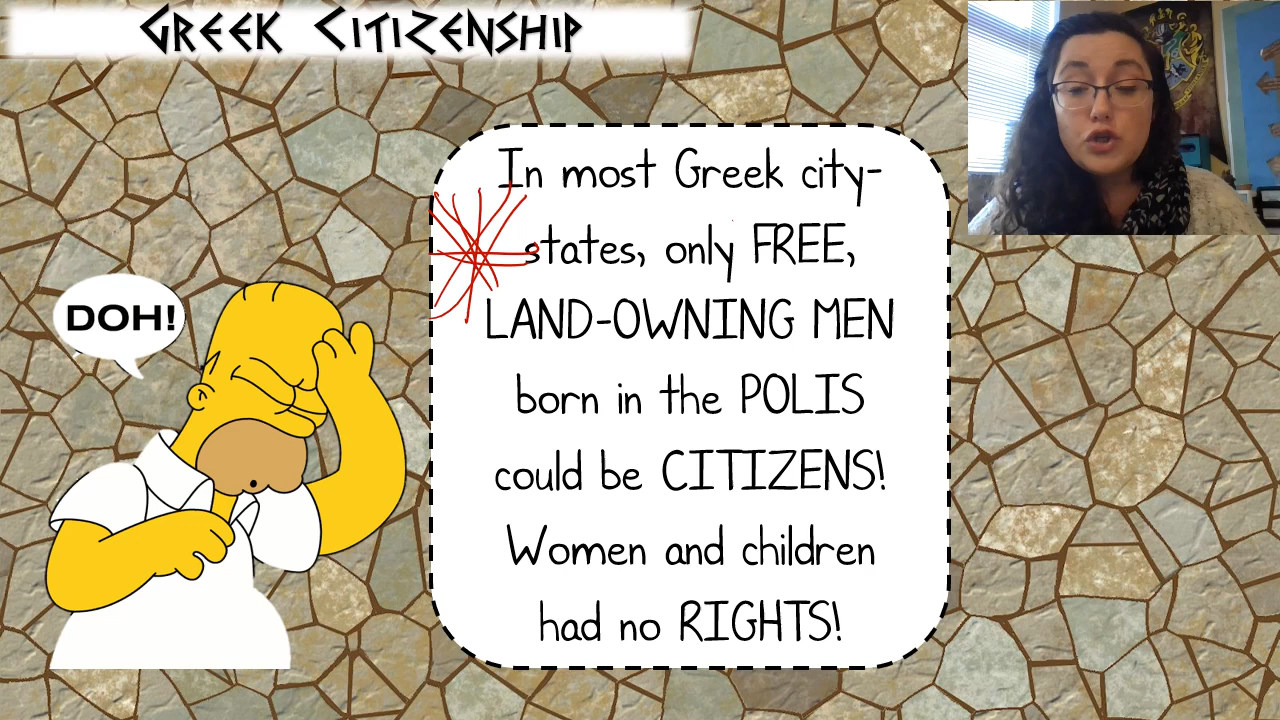 GREEK CITIZENSHIP
In most Greek city-
states, only FREE,
LAND-OWNING MEN
born in the POLIS
could be CITIZENS!
Women and children
had no RIGHTS!
DOH!